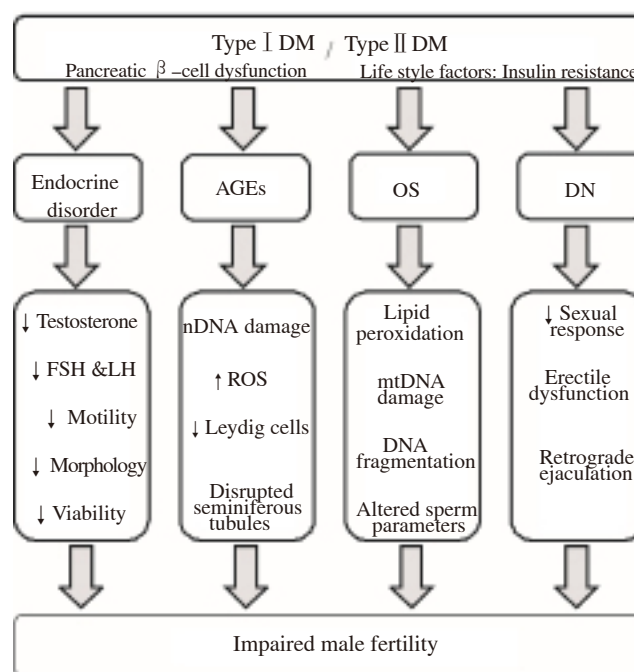 Type Ⅰ DM / Type Ⅱ DM
Pancreatic β-cell dysfunction Life style factors: Insulin resistance
Endocrine
disorder
AGEs
OS
DN
↓ Testosterone
↓ FSH &LH
↓ Motility
↓ Morphology
↓ Viability
nDNA damage
↑ ROS
↓ Leydig cells
Disrupted
seminiferous
tubules
Lipid
peroxidation
mtDNA
damage
DNA
fragmentation
Altered sperm
parameters
↓ Sexual
response
Erectile
dysfunction
Retrograde
ejaculation
Impaired male fertility